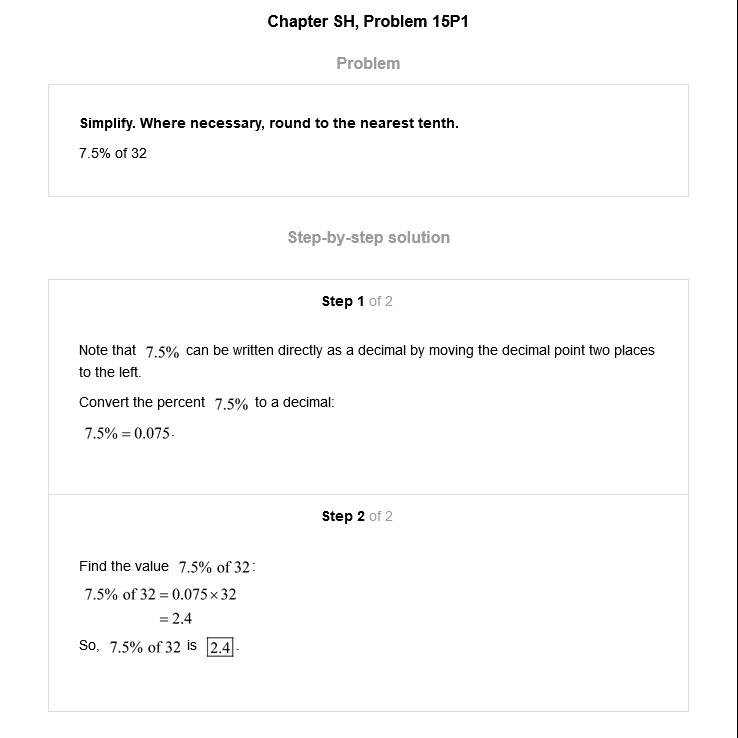 Chapter SH, Problem 15P1
Problem
Simplify. Where necessary, round to the nearest tenth.
7.5% of 32
Step-by-step solution
Step 1 of 2
Note that 7.5% can be written directly as a decimal by moving the decimal point two places
to the left.
Convert the percent 7.5% to a decimal:
7.5% = 0.075.
Step 2 of 2
Find the value 7.5% of 32:
7.5% of 32 = 0.075 × 32
= 2.4
So, 7.5% of 32 is 2.4.